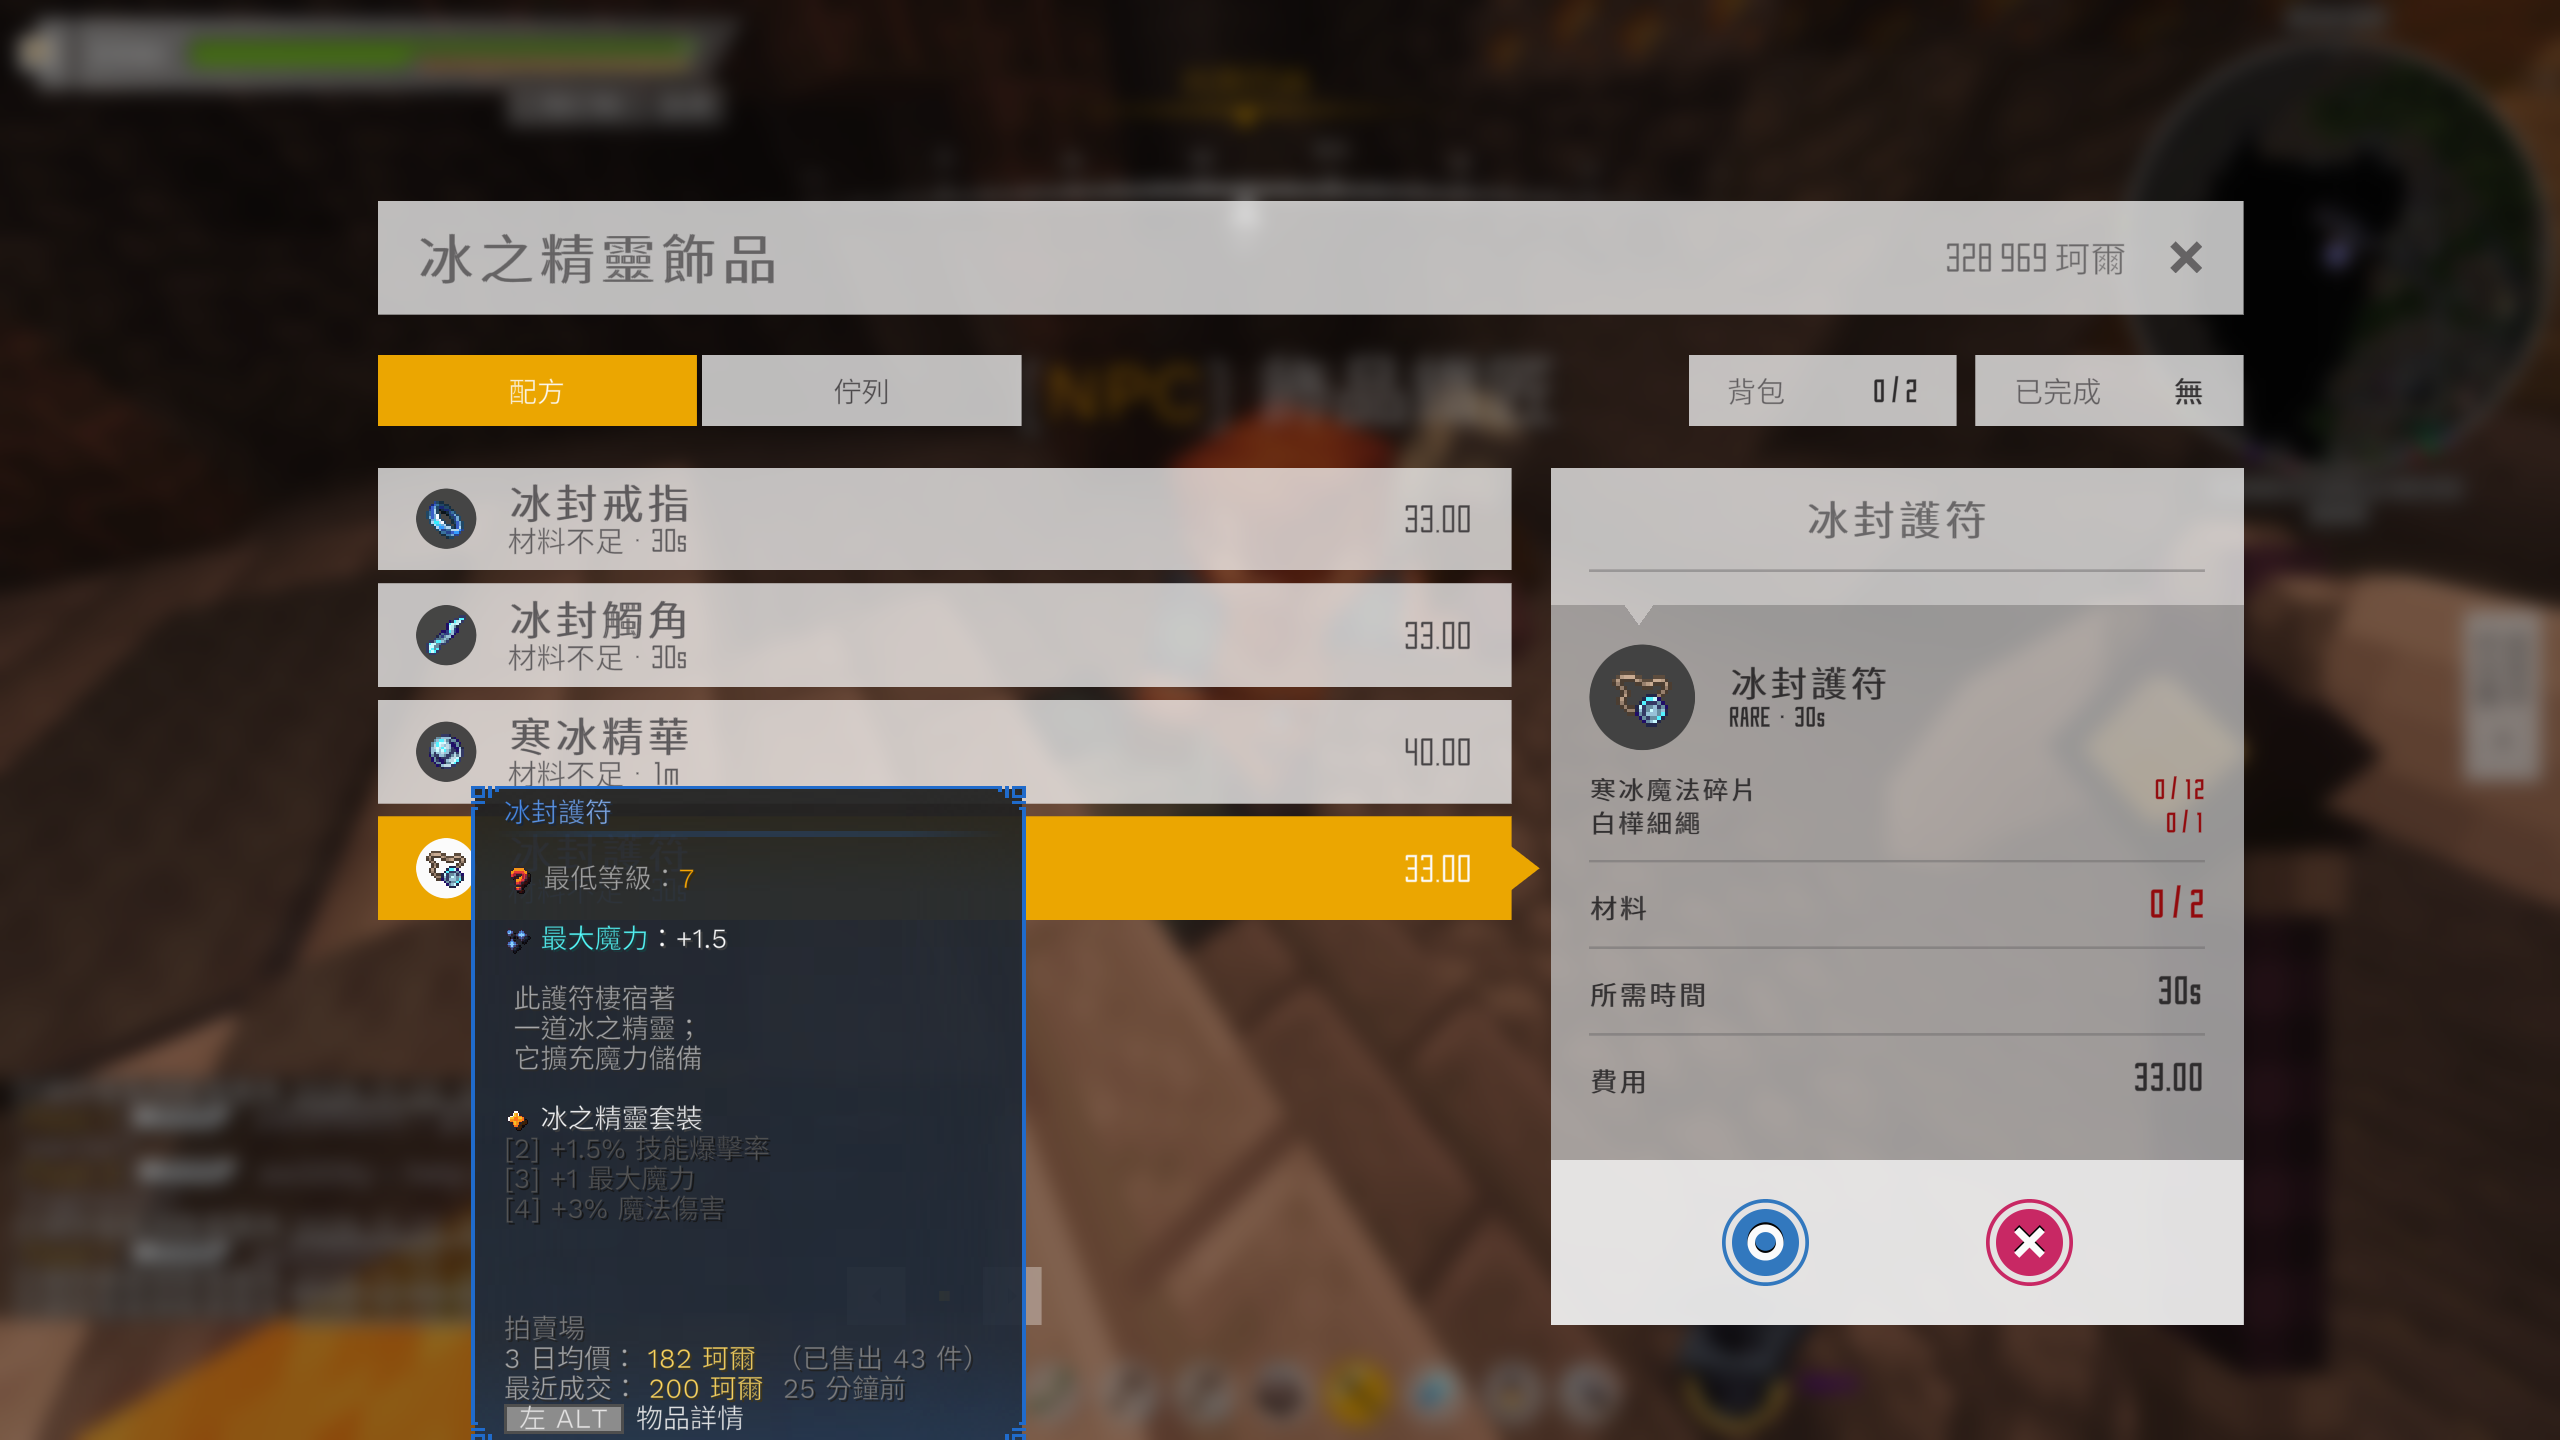 冰之精靈飾品
328 969 珂爾
配方
佇列
背包 0/2
已完成 無
NPC
冰封戒指
材料不足 · 30s
33.00
冰封觸角
材料不足 · 30s
33.00
寒冰精華
材料不足 · 1m
40.00
33.00
冰封護符
最低等級：7
最大魔力：+1.5
此護符棲宿著
一道冰之精靈；
它擴充魔力儲備
冰之精靈套裝
[2] +1.5% 技能爆擊率
[3] +1 最大魔力
[4] +3% 魔法傷害
拍賣場
3 日均價： 182 珂爾 （已售出 43 件）
最近成交： 200 珂爾 25 分鐘前
左 ALT 物品詳情
冰封護符
冰封護符
RARE · 30s
寒冰魔法碎片 0/12
白樺細繩 0/1
材料 0/2
所需時間 30s
費用 33.00